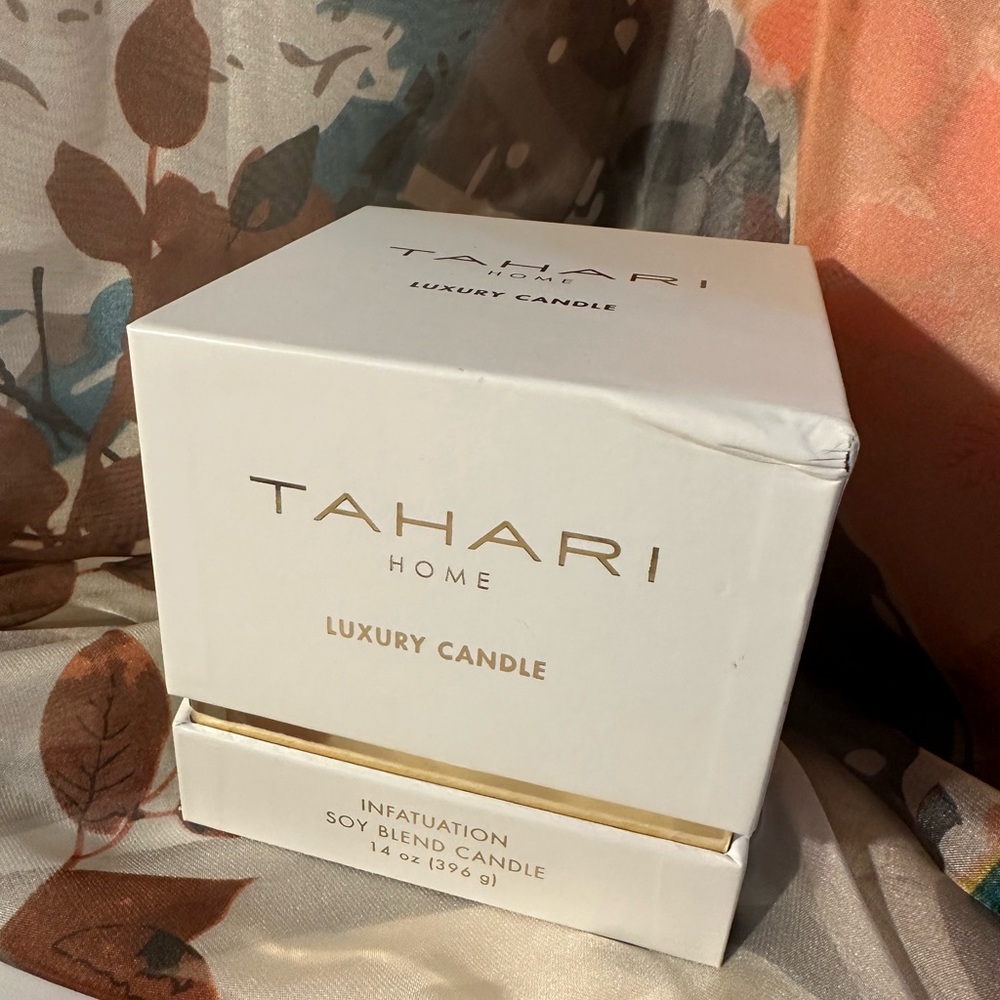 TAHARI
HOME
LUXURY CANDLE
TAHARI
HOME
LUXURY CANDLE
INFATUATION
SOY BLEND CANDLE
14 oz (396 g)